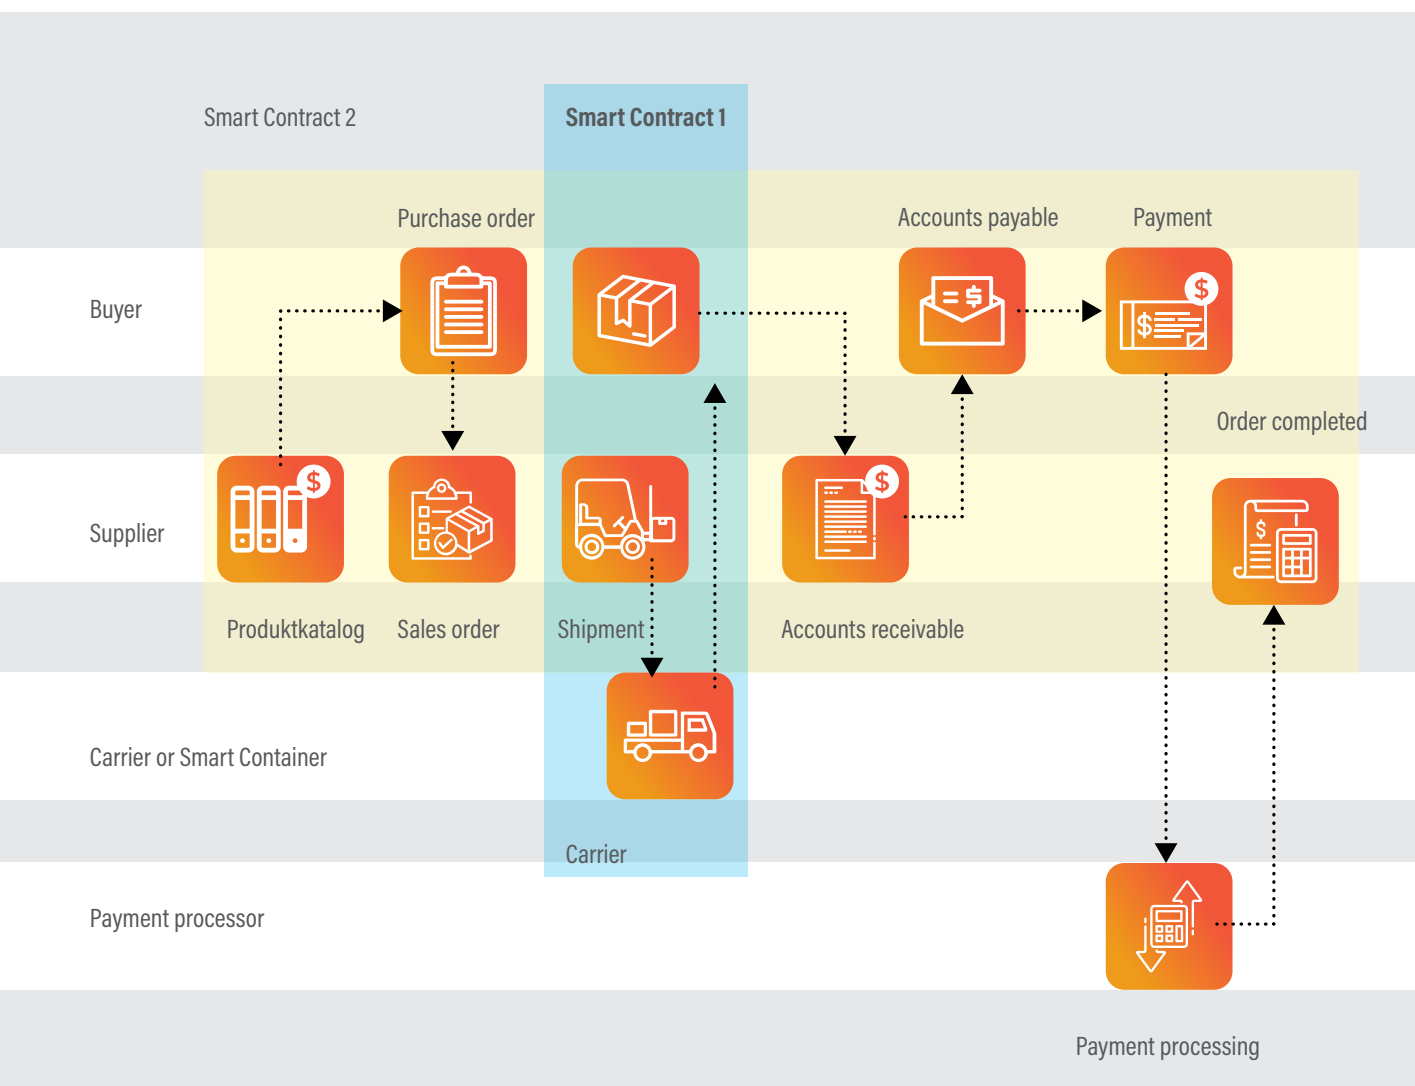 Smart Contract 2
Smart Contract 1
Purchase order
Accounts payable
Payment
Buyer
$
= $
$
Order completed
$
$
Supplier
$
Produktkatalog
Sales order
Shipment
Accounts receivable
Carrier or Smart Container
Carrier
Payment processor
Payment processing